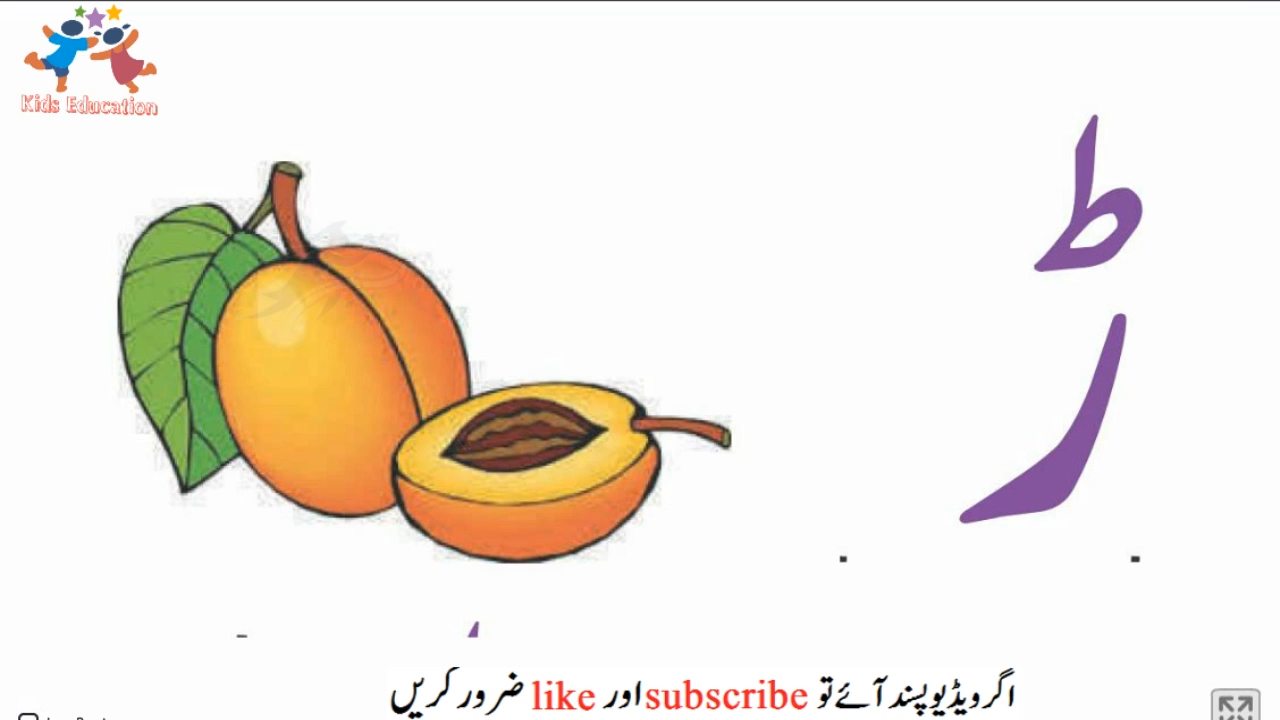 Kids Education
ڑ
اگر ویڈیو پسند آئے تو subscribe اور like ضرور کریں